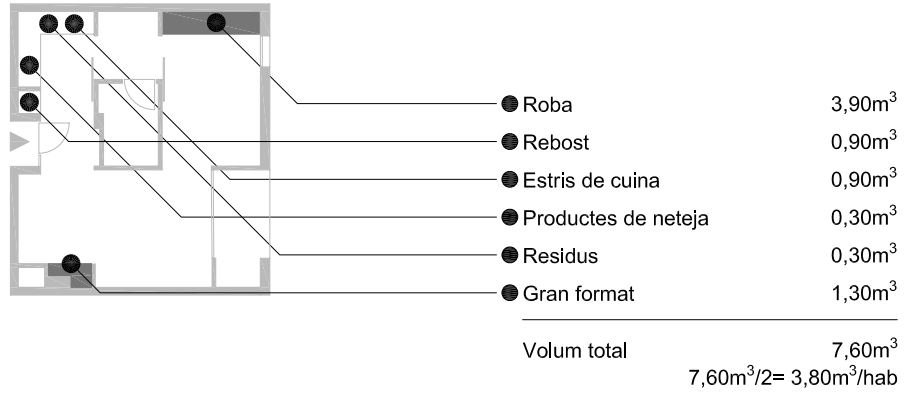 Roba 3,90m³
Rebost 0,90m³
Estris de cuina 0,90m³
Productes de neteja 0,30m³
Residus 0,30m³
Gran format 1,30m³
Volum total 7,60m³
7,60m³/2= 3,80m³/hab